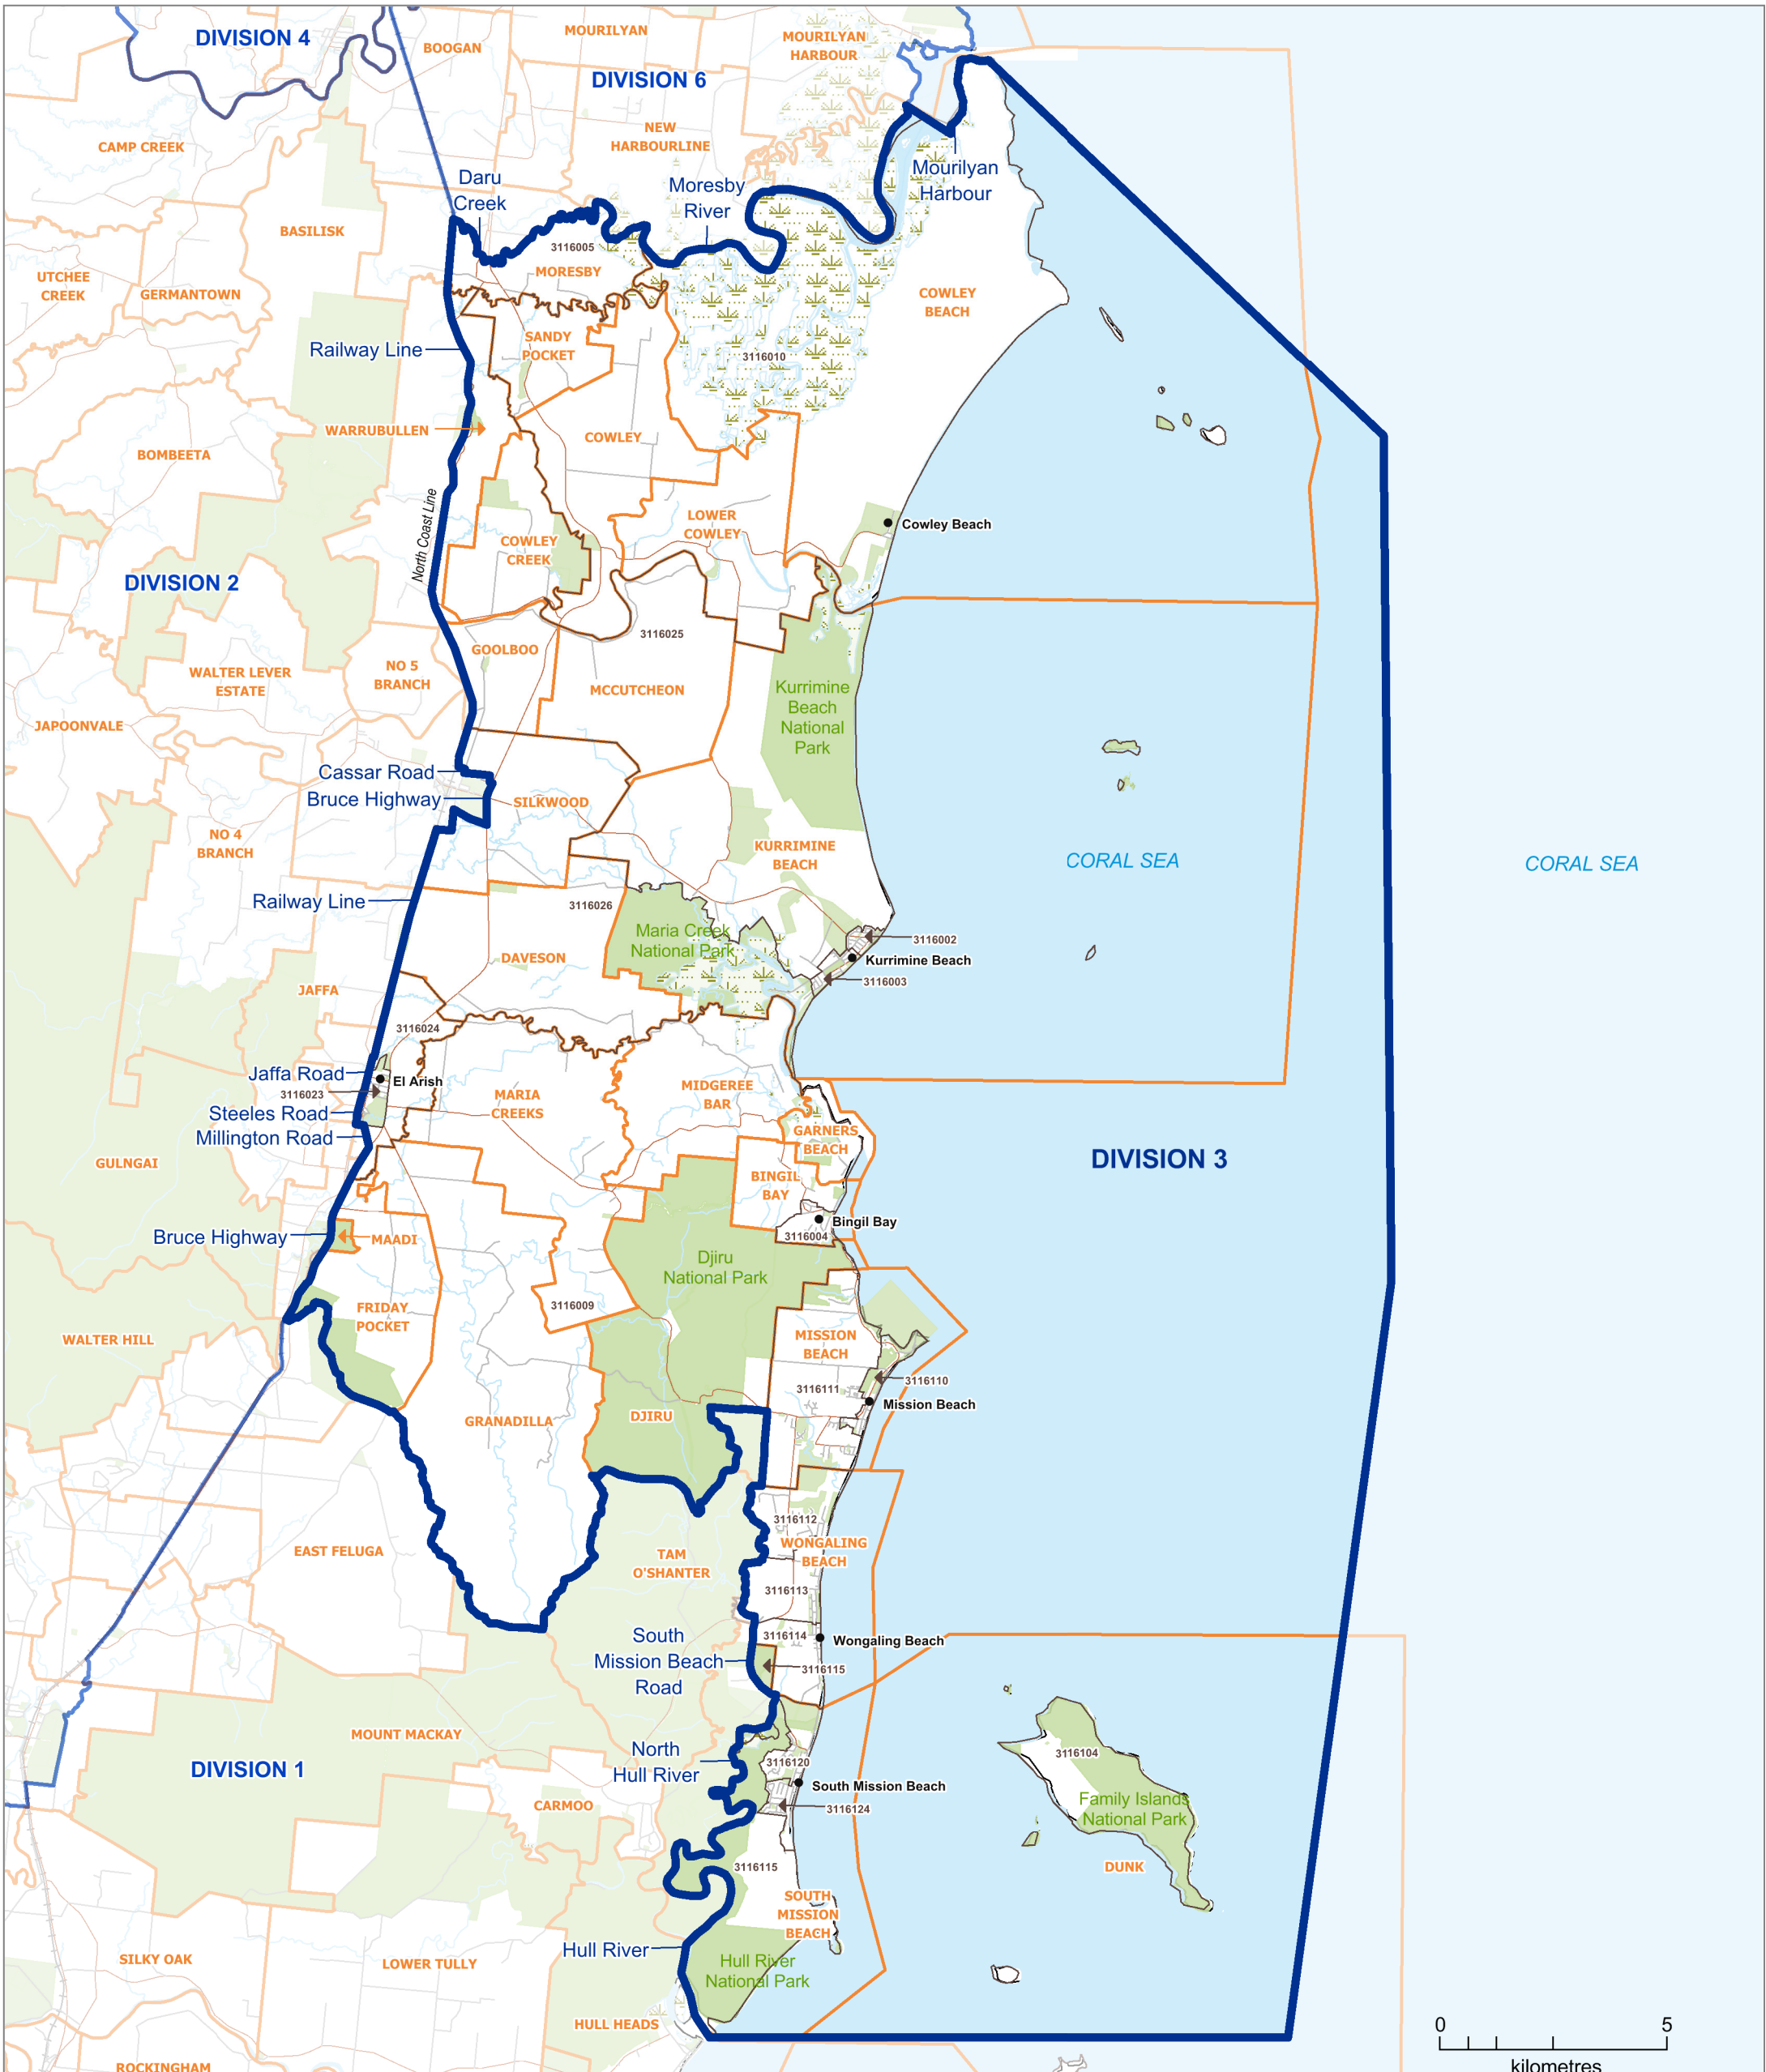 DIVISION 4
BOOGAN
MOURILYAN
MOURILYAN
HARBOUR
DIVISION 6
CAMP CREEK
NEW
HARBOURLINE
Daru
Creek
Moresby
River
Mourilyan
Harbour
BASILISK
3116005
MORESBY
UTCHEE
CREEK
GERMANTOWN
COWLEY
BEACH
Railway Line
SANDY
POCKET
3116010
WARRUBULLEN
COWLEY
BOMBEETA
North Coast Line
LOWER
COWLEY
Cowley Beach
COWLEY
CREEK
DIVISION 2
3116025
GOOLBOO
NO 5
BRANCH
WALTER LEVER
ESTATE
MCCUTCHEON
Kurrimine
Beach
National
Park
JAPOONVALE
Cassar Road
Bruce Highway
SILKWOOD
NO 4
BRANCH
KURRIMINE
BEACH
CORAL SEA
CORAL SEA
Railway Line
3116026
Maria Creek
National Park
3116002
Kurrimine Beach
DAVESON
3116003
JAFFA
3116024
Jaffa Road
El Arish
3116023
Steeles Road
Millington Road
MARIA
CREEKS
MIDGEREE
BAR
GARNERS
BEACH
GULNGAI
BINGIL
BAY
DIVISION 3
Bingil Bay
3116004
Bruce Highway
MAADI
Djiru
National Park
3116009
FRIDAY
POCKET
WALTER HILL
MISSION
BEACH
3116110
3116111
Mission Beach
GRANADILLA
DJIRU
3116112
WONGALING
BEACH
EAST FELUGA
TAM
O'SHANTER
3116113
South
Mission Beach
Road
3116114
Wongaling Beach
3116115
MOUNT MACKAY
DIVISION 1
North
Hull River
3116120
South Mission Beach
3116104
CARMOO
3116124
Family Islands
National Park
3116115
DUNK
SOUTH
MISSION
BEACH
Hull River
SILKY OAK
LOWER TULLY
Hull River
National Park
HULL HEADS
0 5
kilometres
ROCKINGHAM